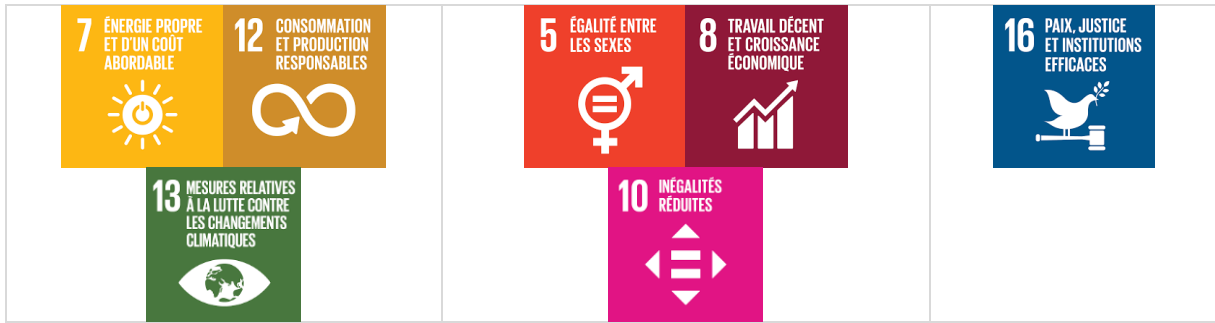 7 ÉNERGIE PROPRE
ET D'UN COÛT
ABORDABLE
12 CONSOMMATION
ET PRODUCTION
RESPONSABLES
13 MESURES RELATIVES
À LA LUTTE CONTRE
LES CHANGEMENTS
CLIMATIQUES
5 ÉGALITÉ ENTRE
LES SEXES
8 TRAVAIL DÉCENT
ET CROISSANCE
ÉCONOMIQUE
10 INÉGALITÉS
RÉDUITES
16 PAIX, JUSTICE
ET INSTITUTIONS
EFFICACES